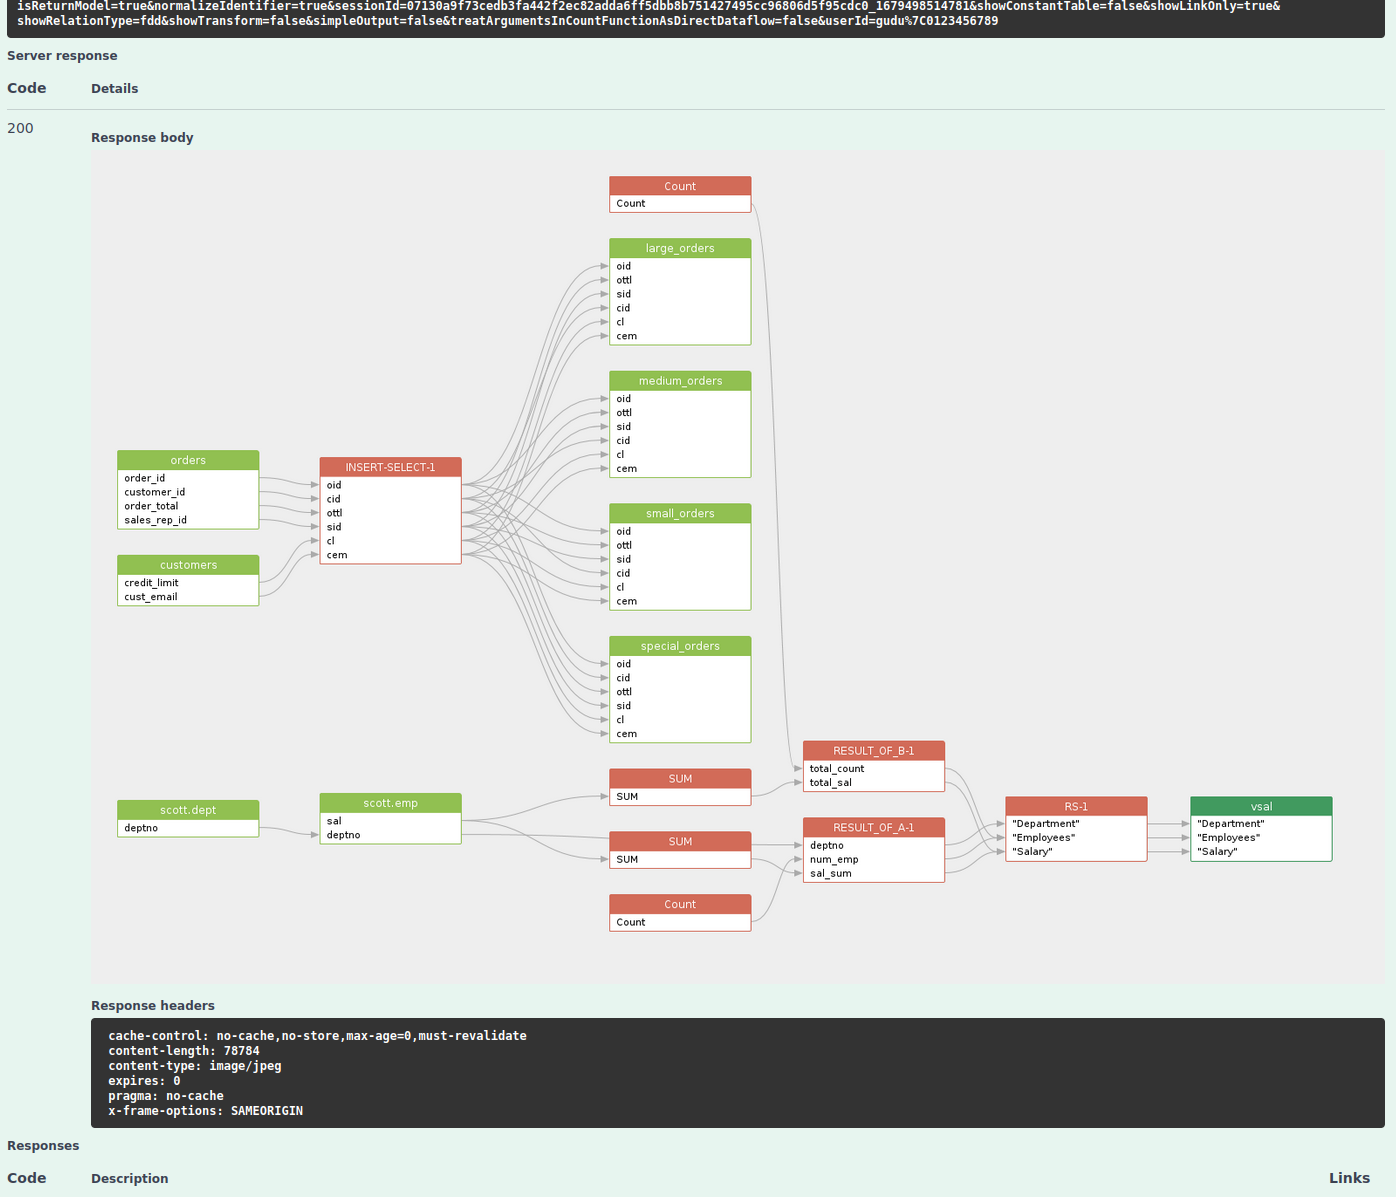 isReturnModel=true&normalizeIdentifier=true&sessionId=07130a9f73cedb3fa442f2ec82adda6ff5dbb8b751427495cc96806d5f95cdc0_1679498514781&showConstantTable=false&showLinkOnly=true&
showRelationType=fdd&showTransform=false&simpleOutput=false&treatArgumentsInCountFunctionAsDirectDataflow=false&userId=gudu%7C0123456789
Server response
Code Details
200
Response body
Count
Count
large_orders
oid
ottl
sid
cid
cl
cem
medium_orders
oid
ottl
sid
cid
cl
cem
orders
order_id
customer_id
order_total
sales_rep_id
INSERT-SELECT-1
oid
cid
ottl
sid
cl
cem
customers
credit_limit
cust_email
small_orders
oid
ottl
sid
cid
cl
cem
special_orders
oid
cid
ottl
sid
cl
cem
scott.dept
deptno
scott.emp
sal
deptno
SUM
SUM
SUM
SUM
Count
Count
RESULT_OF_B-1
total_count
total_sal
RESULT_OF_A-1
deptno
num_emp
sal_sum
RS-1
"Department"
"Employees"
"Salary"
vsal
"Department"
"Employees"
"Salary"
Response headers
cache-control: no-cache,no-store,max-age=0,must-revalidate
content-length: 78784
content-type: image/jpeg
expires: 0
pragma: no-cache
x-frame-options: SAMEORIGIN
Responses
Code Description Links